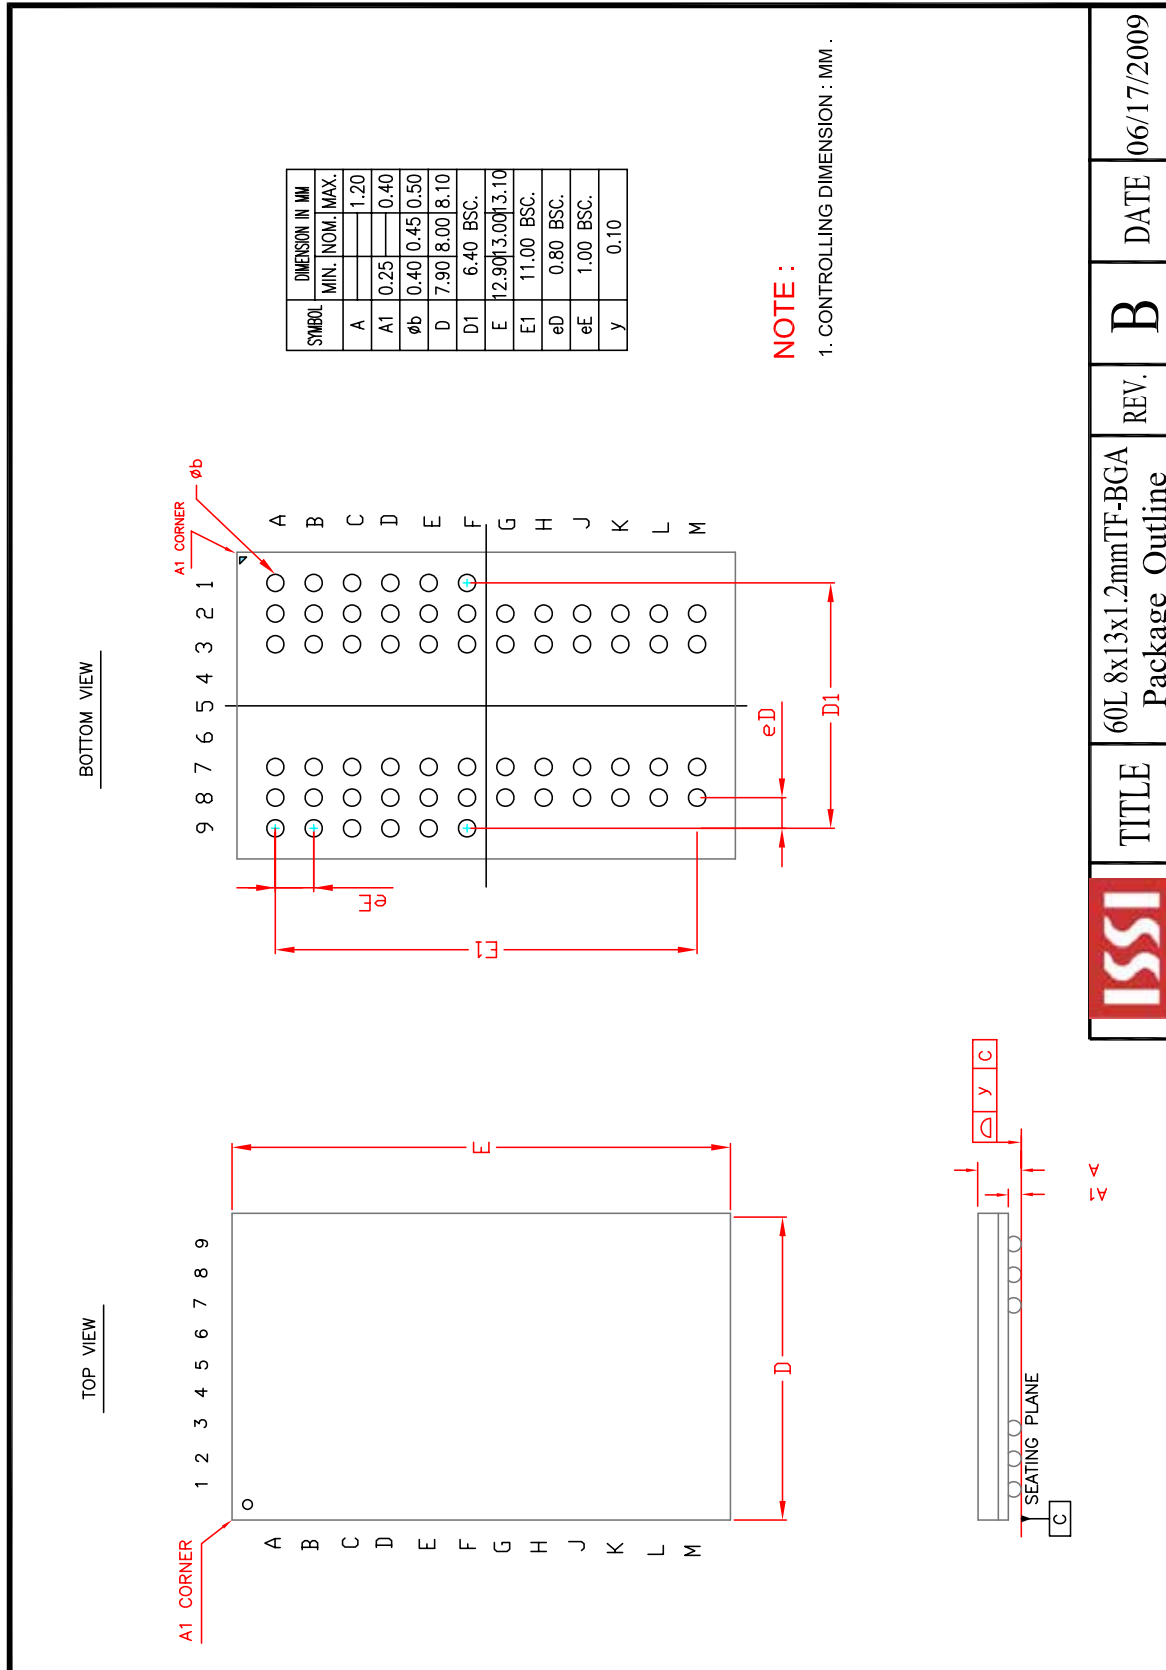 TOP VIEW
A1 CORNER
1 2 3 4 5 6 7 8 9
A
B
C
D
E
F
G
H
J
K
L
M
E
D
BOTTOM VIEW
A1 CORNER
øb
9 8 7 6 5 4 3 2 1
A
B
C
D
E
F
G
H
J
K
L
M
eE
E1
eD
D1
SYMBOL DIMENSION IN MM
MIN. NOM. MAX.
A 1.20
A1 0.25 0.40
øb 0.40 0.45 0.50
D 7.90 8.00 8.10
D1 6.40 BSC.
E 12.90 13.00 13.10
E1 11.00 BSC.
eD 0.80 BSC.
eE 1.00 BSC.
y 0.10
NOTE :
1. CONTROLLING DIMENSION : MM .
y C
A
A1
SEATING PLANE
C
ISSI
TITLE
60L 8x13x1.2mmTF-BGA
Package Outline
REV.
B
DATE
06/17/2009